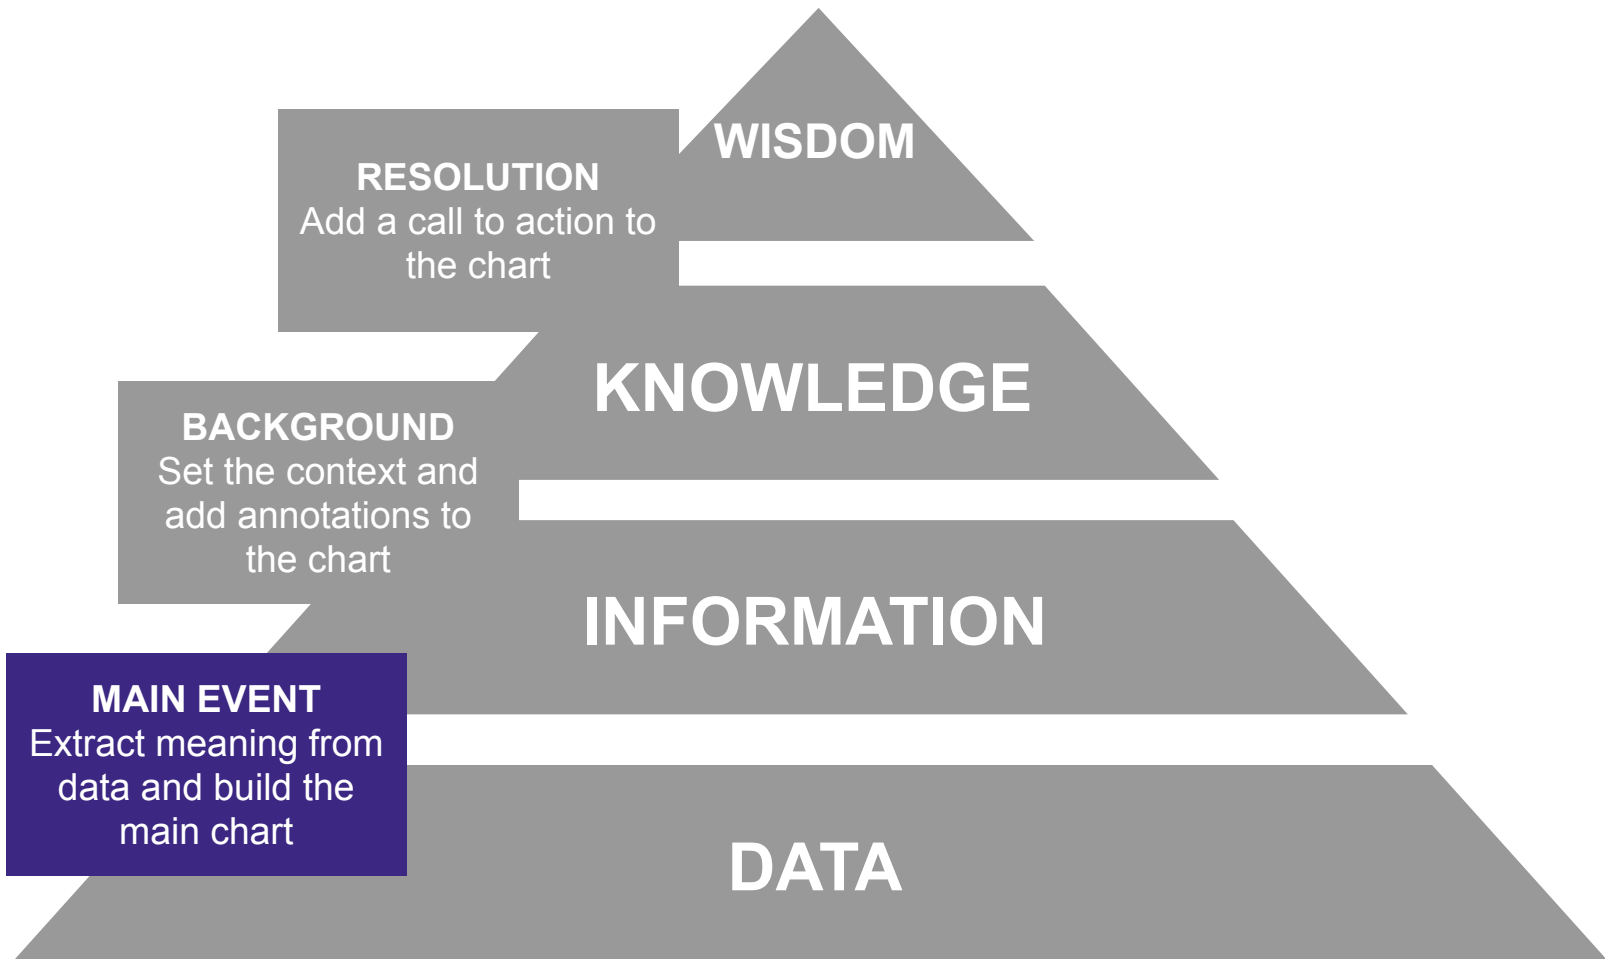 WISDOM
RESOLUTION
Add a call to action to
the chart
KNOWLEDGE
BACKGROUND
Set the context and
add annotations to
the chart
INFORMATION
MAIN EVENT
Extract meaning from
data and build the
main chart
DATA